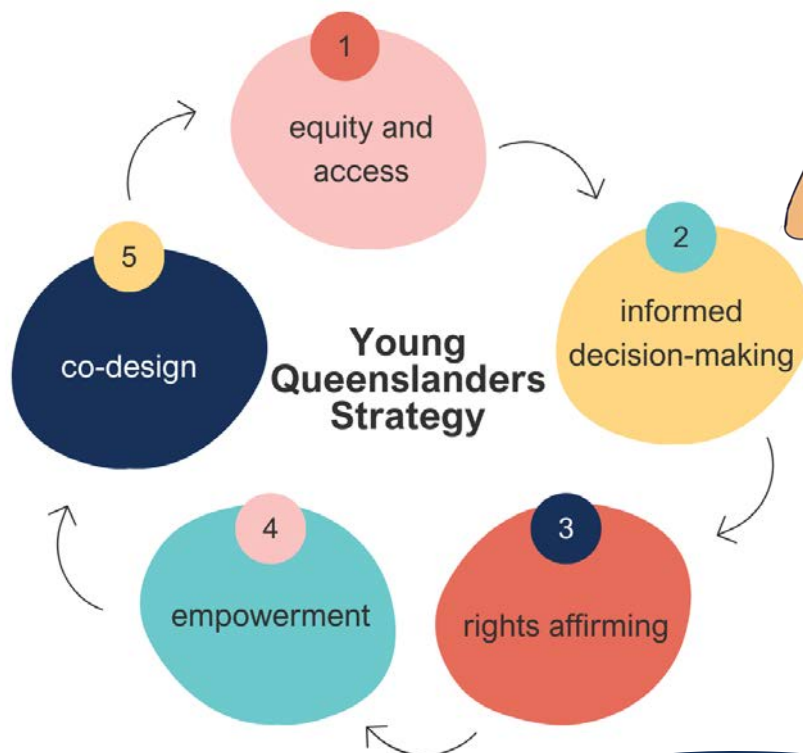 1
equity and
access
2
informed
decision-making
3
rights affirming
4
empowerment
5
co-design
Young
Queenslanders
Strategy